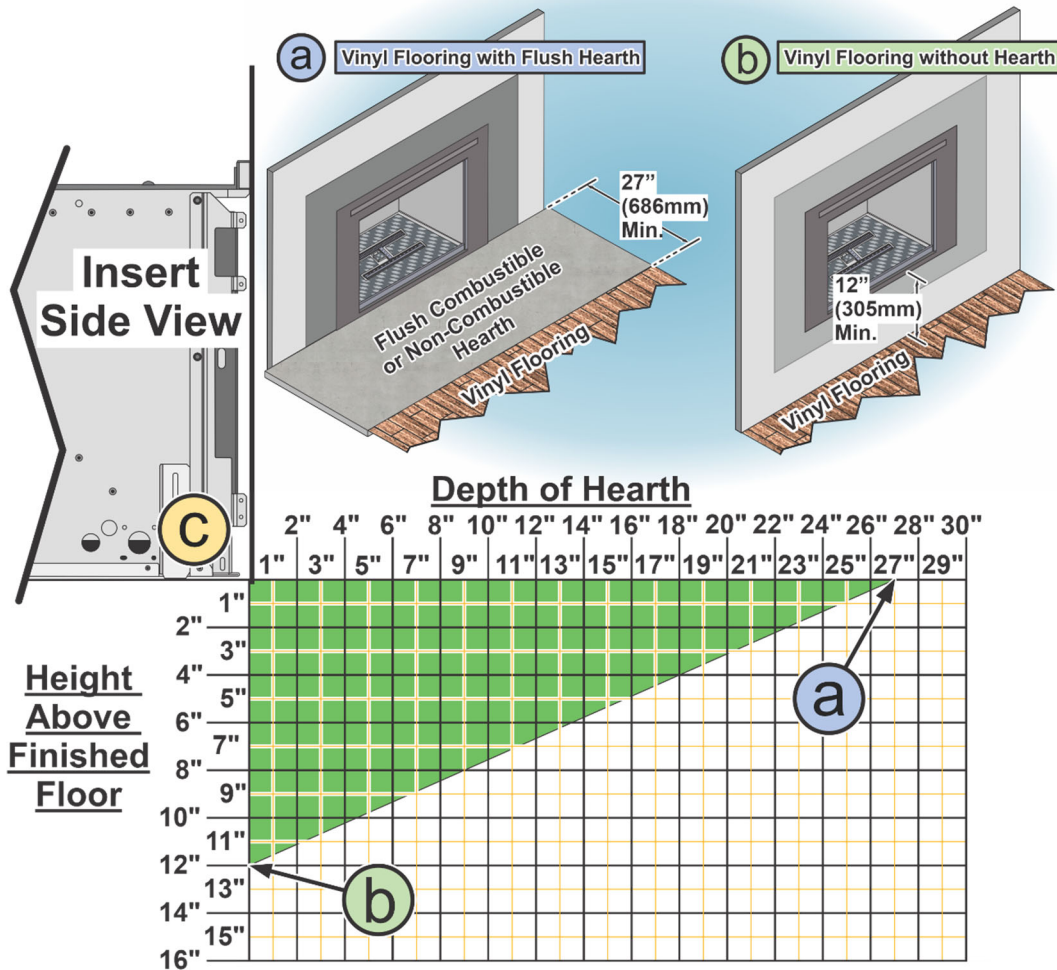 a
Vinyl Flooring with Flush Hearth
b
Vinyl Flooring without Hearth
27”
(686mm)
Min.
Flush Combustible
or Non-Combustible
Hearth
Vinyl Flooring
12”
(305mm)
Min.
Vinyl Flooring
Insert
Side View
C
Depth of Hearth
2" 4" 6" 8" 10" 12" 14" 16" 18" 20" 22" 24" 26" 28" 30"
1" 3" 5" 7" 9" 11" 13" 15" 17" 19" 21" 23" 25" 27" 29"
Height
Above
Finished
Floor
1"
2"
3"
4"
5"
6"
7"
8"
9"
10"
11"
12"
13"
14"
15"
16"
a
b